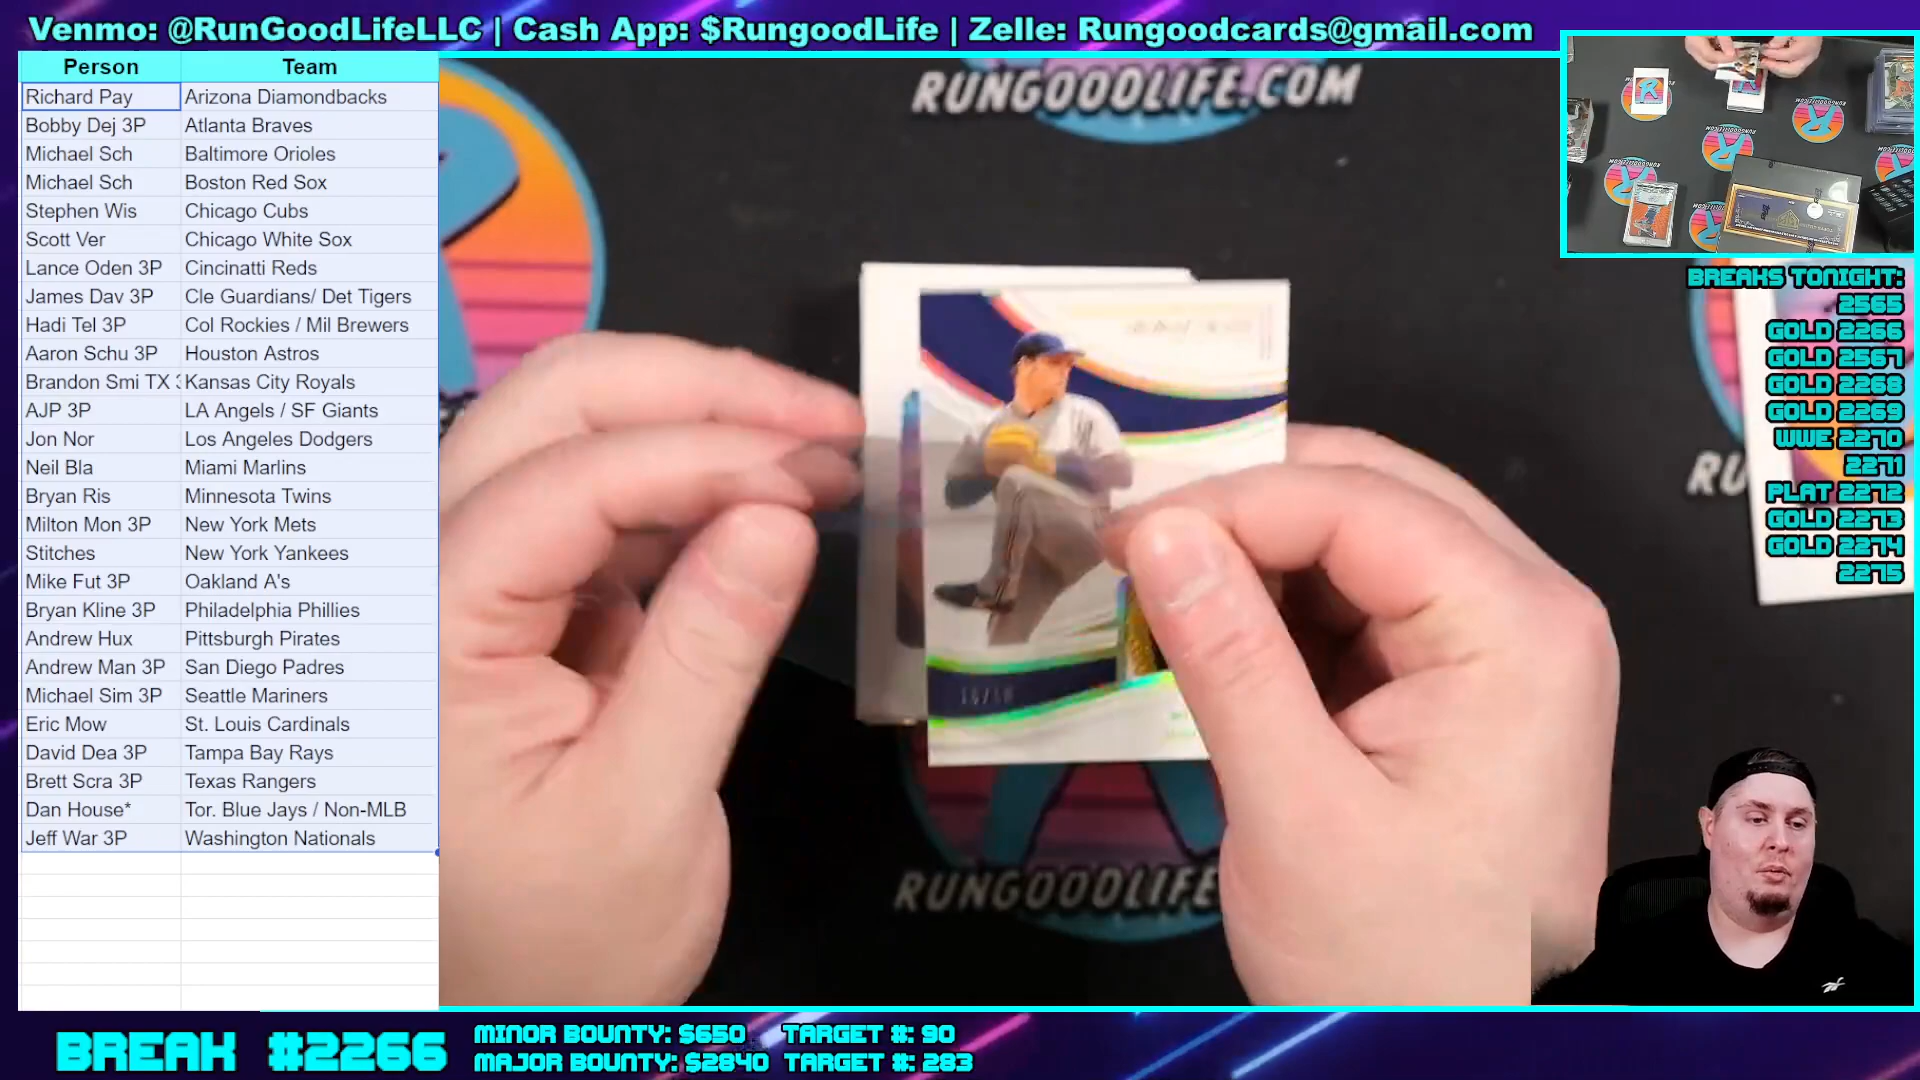 Venmo: @RunGoodLifeLLC | Cash App: $RungoodLife | Zelle: Rungoodcards@gmail.com
Person Team
Richard Pay Arizona Diamondbacks
Bobby Dej 3P Atlanta Braves
Michael Sch Baltimore Orioles
Michael Sch Boston Red Sox
Stephen Wis Chicago Cubs
Scott Ver Chicago White Sox
Lance Oden 3P Cincinatti Reds
James Dav 3P Cle Guardians/ Det Tigers
Hadi Tel 3P Col Rockies / Mil Brewers
Aaron Schu 3P Houston Astros
Brandon Smi TX 3 Kansas City Royals
AJP 3P LA Angels / SF Giants
Jon Nor Los Angeles Dodgers
Neil Bla Miami Marlins
Bryan Ris Minnesota Twins
Milton Mon 3P New York Mets
Stitches New York Yankees
Mike Fut 3P Oakland A's
Bryan Kline 3P Philadelphia Phillies
Andrew Hux Pittsburgh Pirates
Andrew Man 3P San Diego Padres
Michael Sim 3P Seattle Mariners
Eric Mow St. Louis Cardinals
David Dea 3P Tampa Bay Rays
Brett Scra 3P Texas Rangers
Dan House* Tor. Blue Jays / Non-MLB
Jeff War 3P Washington Nationals
RUNGOODLIFE.COM
RUNGOODLIFE
RU
BREAKS TONIGHT:
2565
GOLD 2266
GOLD 2567
GOLD 2268
GOLD 2269
WWE 2270
2271
PLAT 2272
GOLD 2273
GOLD 2274
2275
BREAK #2266
MINOR BOUNTY: $650 TARGET #: 90
MAJOR BOUNTY: $2840 TARGET #: 283